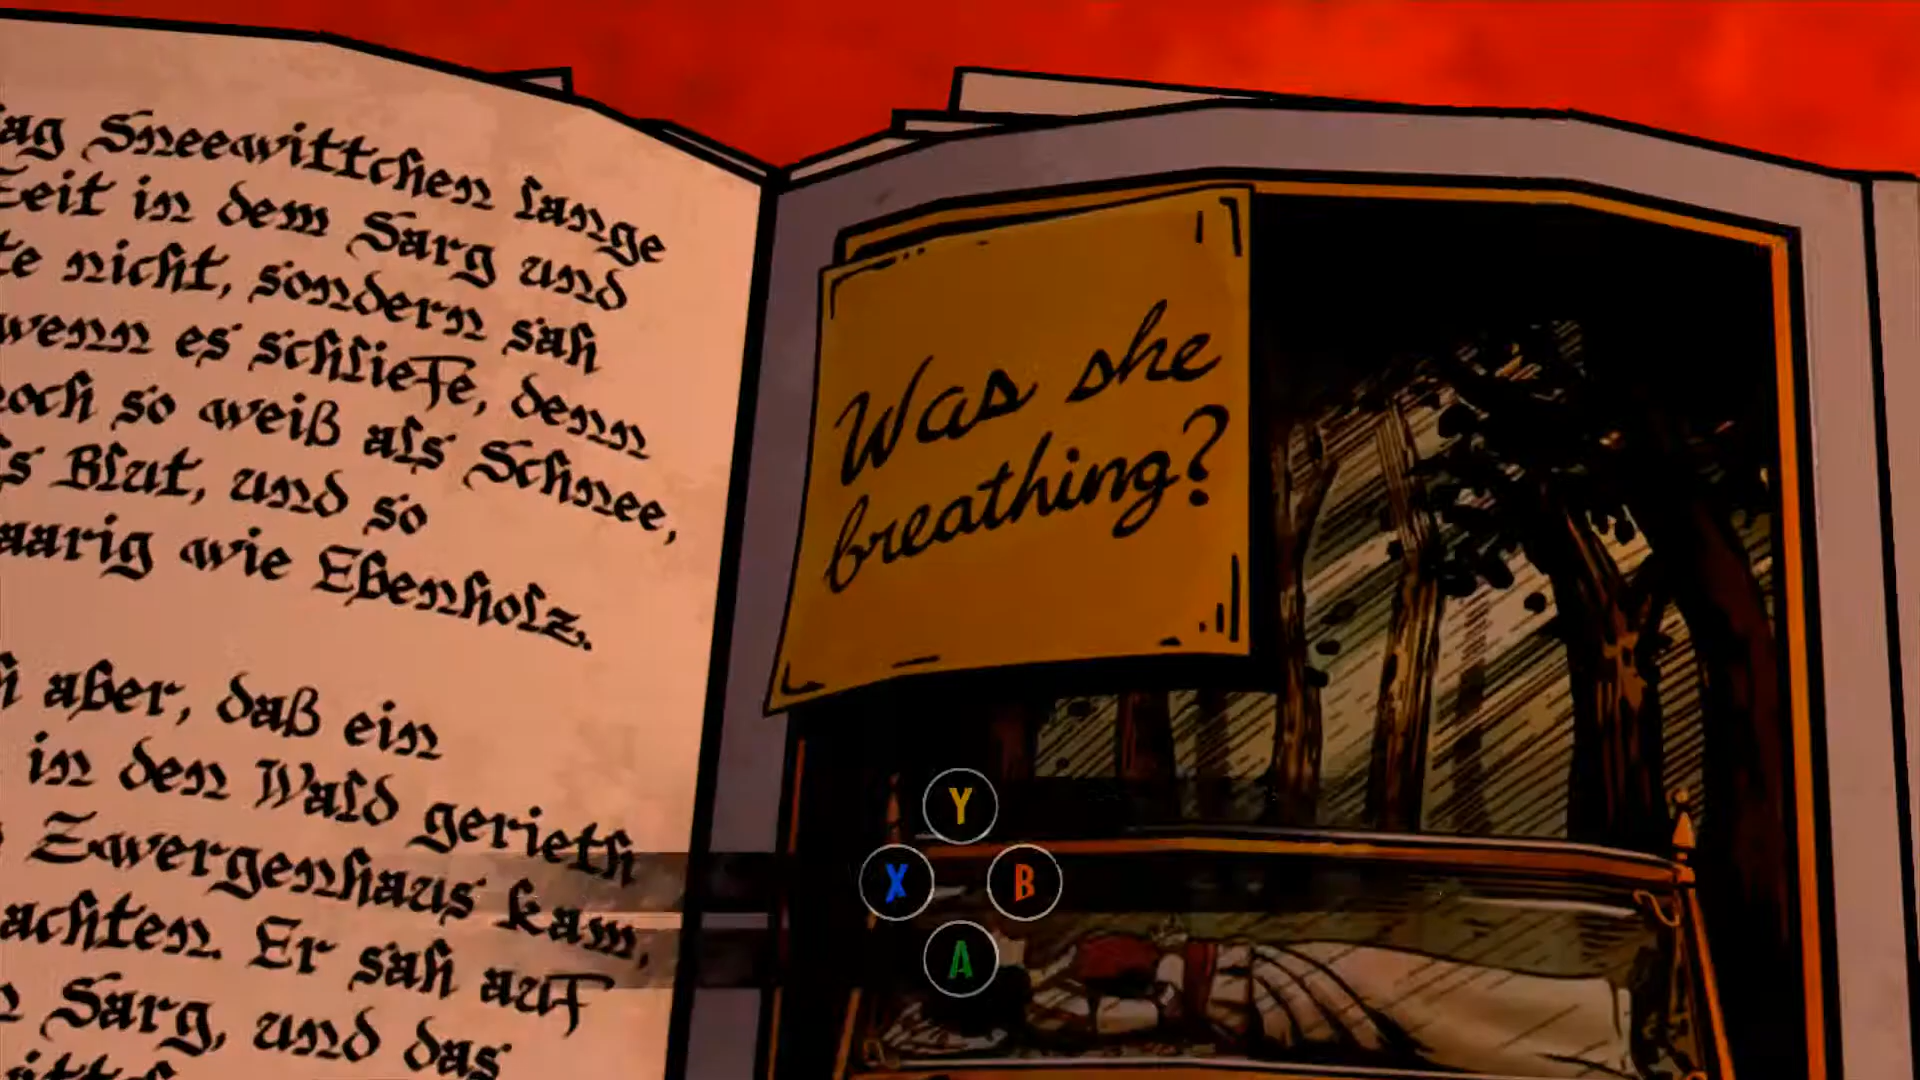 ag Sneewittchen lange
Zeit in dem Sarg und
te nicht, sondern sah
wenn es schliefe, denn
noch so weiß als Schnee,
ls Blut, und so
aarig wie Ebenholz.
h aber, daß ein
in den Wald gerieth
Zwergenhaus kam,
achten. Er sah auf
n Sarg, und das
Was she
breathing?
Y
X B
A